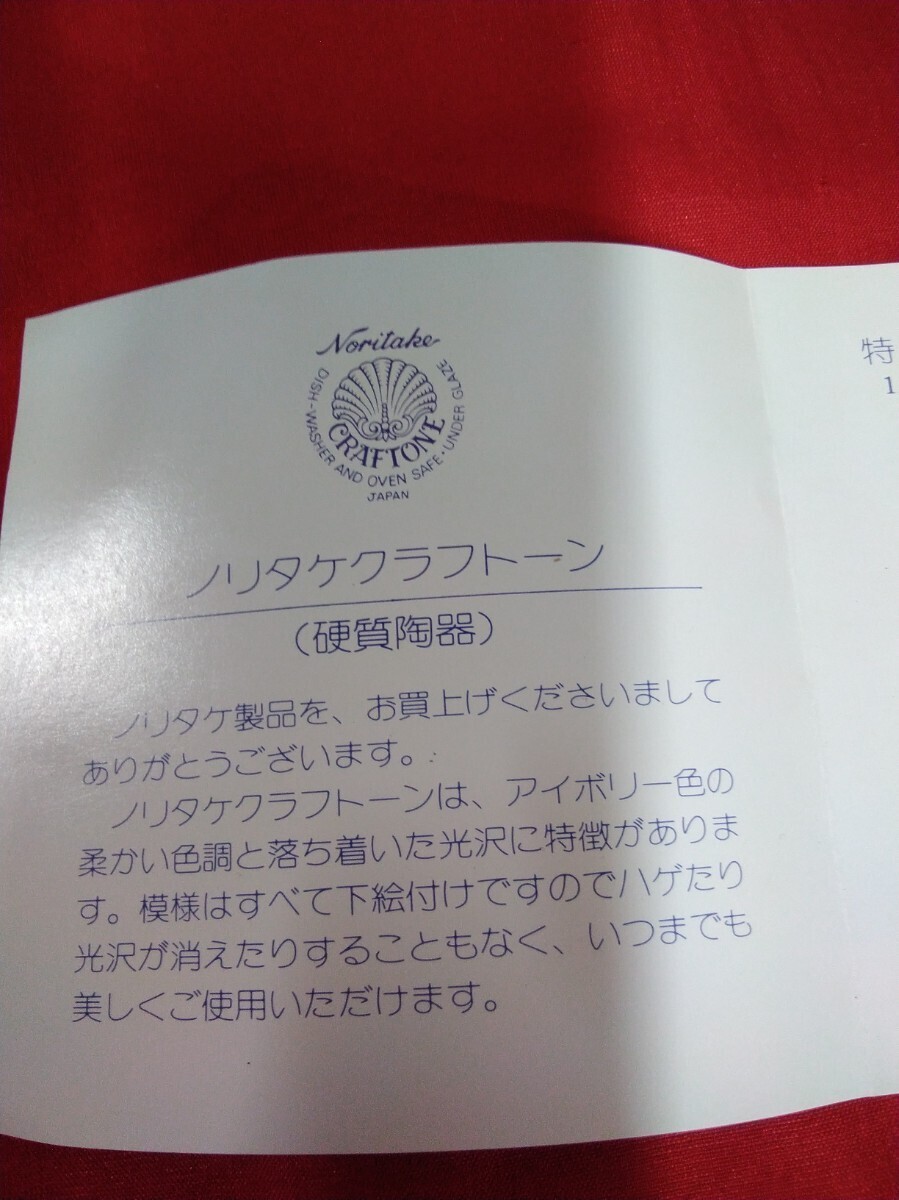 Noritake
CRAFTONE
DISH-WASHER AND OVEN SAFE・UNDER GLAZE
JAPAN
ノリタケクラフトーン
(硬質陶器)
ノリタケ製品を、お買上げくださいまして
ありがとうございます。
ノリタケクラフトーンは、アイボリー色の
柔かい色調と落ち着いた光沢に特徴がありま
す。模様はすべて下絵付けですのでハゲたり
光沢が消えたりすることもなく、いつまでも
美しくご使用いただけます。
特
1